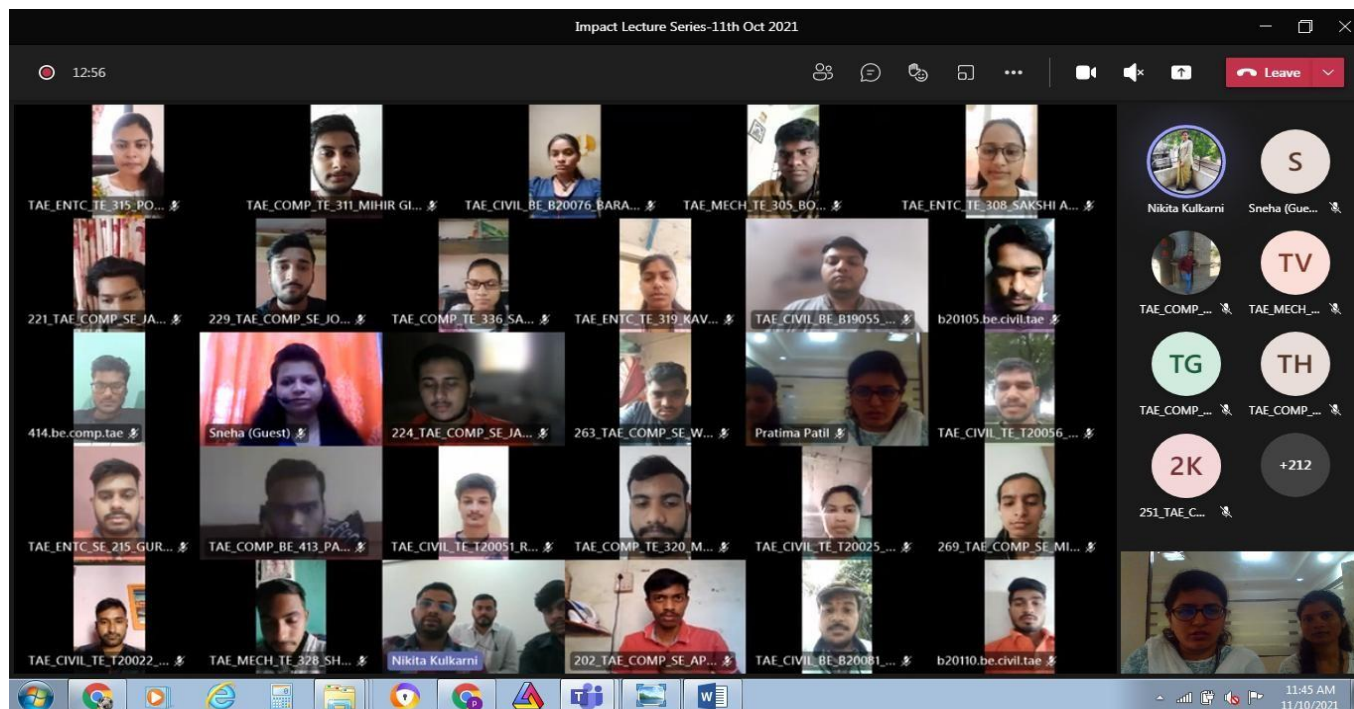 Impact Lecture Series-11th Oct 2021
12:56
Leave
TAE_ENTC_TE_315_PO...
TAE_COMP_TE_311_MIHIR GI...
TAE_CIVIL_BE_B20076_BARA...
TAE_MECH_TE_305_BO...
TAE_ENTC_TE_308_SAKSHI A...
221_TAE_COMP_SE_JA...
229_TAE_COMP_SE_JO...
TAE_COMP_TE_336_SA...
TAE_ENTC_TE_319_KAV...
TAE_CIVIL_BE_B19055_...
b20105.be.civil.tae
414.be.comp.tae
Sneha (Guest)
224_TAE_COMP_SE_JA...
263_TAE_COMP_SE_W...
Pratima Patil
TAE_CIVIL_TE_T20056_...
TAE_ENTC_SE_215_GUR...
TAE_COMP_BE_413_PA...
TAE_CIVIL_TE_T20051_R...
TAE_COMP_TE_320_M...
TAE_CIVIL_TE_T20025_...
269_TAE_COMP_SE_MI...
TAE_CIVIL_TE_T20022_...
TAE_MECH_TE_328_SH...
Nikita Kulkarni
202_TAE_COMP_SE_AP...
TAE_CIVIL_BE_B20081_...
b20110.be.civil.tae
S
Nikita Kulkarni
Sneha (Gue...
TV
TAE_COMP_...
TAE_MECH_...
TG
TH
TAE_COMP_...
TAE_COMP_...
2K
+212
251_TAE_C...
11:45 AM
11/10/2021